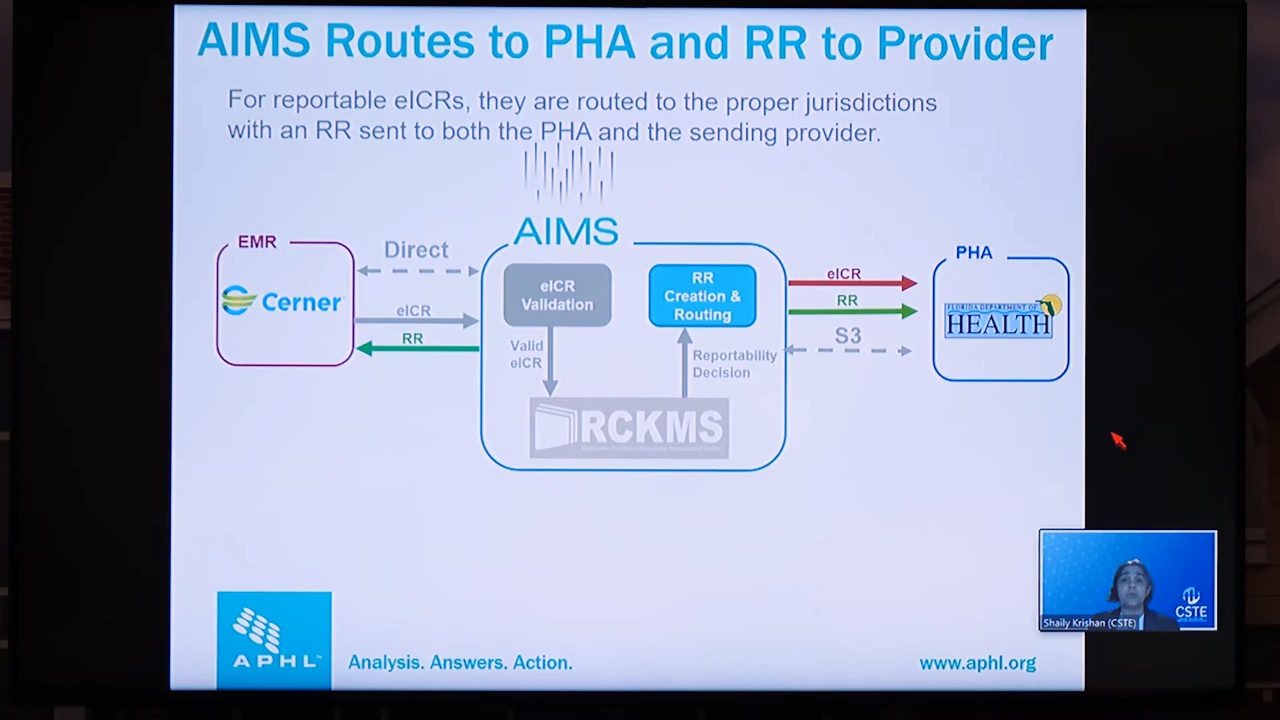 AIMS Routes to PHA and RR to Provider
For reportable eICRs, they are routed to the proper jurisdictions
with an RR sent to both the PHA and the sending provider.
AIMS
EMR
Cerner
Direct
eICR
RR
eICR
Validation
RR
Creation &
Routing
Valid
eICR
Reportability
Decision
RCKMS
eICR
RR
S3
PHA
FLORIDA DEPARTMENT OF
HEALTH
CSTE
Shaily Krishan (CSTE)
APHL™
Analysis. Answers. Action.
www.aphl.org